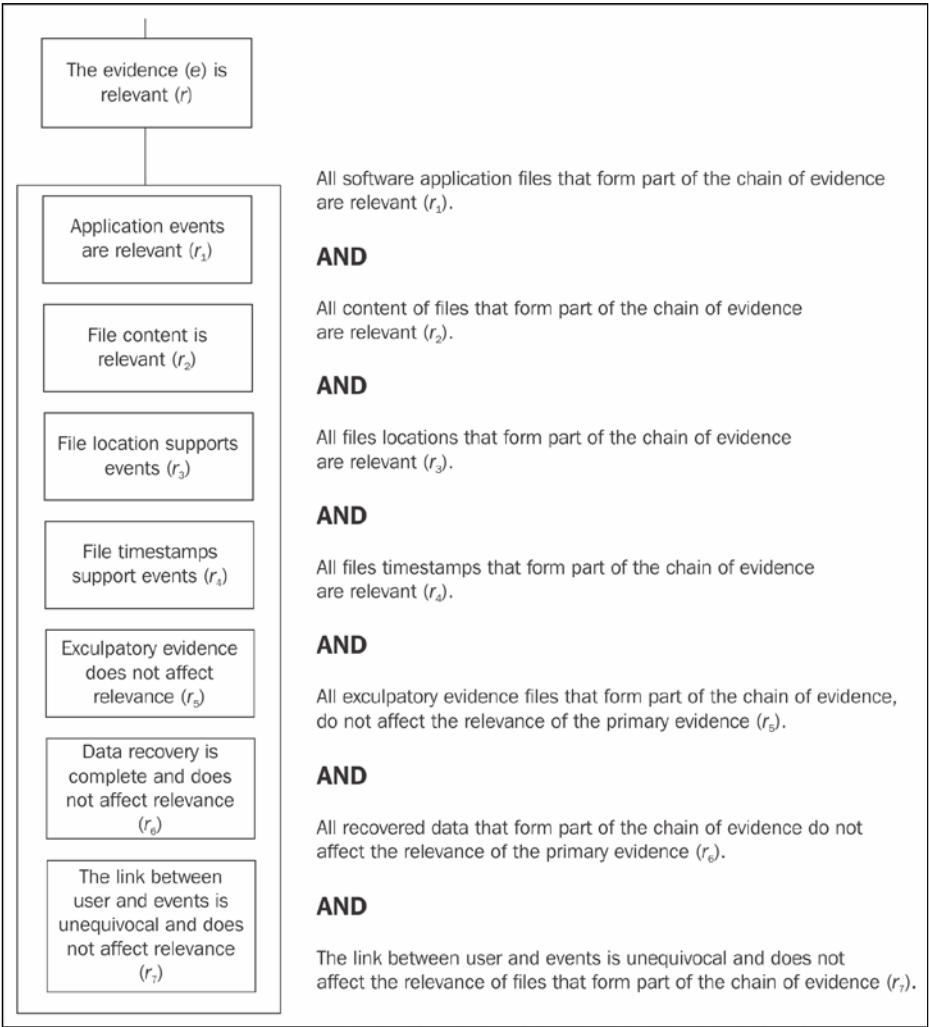 The evidence (e) is
relevant (r)
Application events
are relevant (r₁)
File content is
relevant (r₂)
File location supports
events (r₃)
File timestamps
support events (r₄)
Exculpatory evidence
does not affect
relevance (r₅)
Data recovery is
complete and does
not affect relevance
(r₆)
The link between
user and events is
unequivocal and does
not affect relevance
(r₇)
All software application files that form part of the chain of evidence
are relevant (r₁).
AND
All content of files that form part of the chain of evidence
are relevant (r₂).
AND
All files locations that form part of the chain of evidence
are relevant (r₃).
AND
All files timestamps that form part of the chain of evidence
are relevant (r₄).
AND
All exculpatory evidence files that form part of the chain of evidence,
do not affect the relevance of the primary evidence (r₅).
AND
All recovered data that form part of the chain of evidence do not
affect the relevance of the primary evidence (r₆).
AND
The link between user and events is unequivocal and does not
affect the relevance of files that form part of the chain of evidence (r₇).